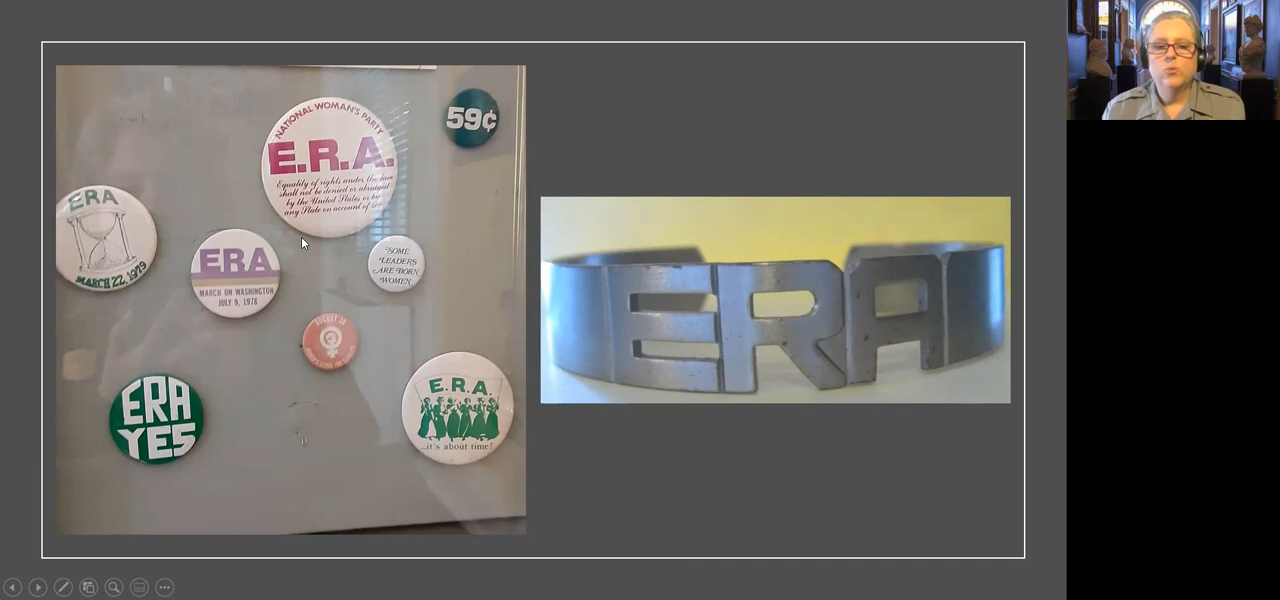 NATIONAL WOMAN'S PARTY
E.R.A.
Equality of rights under the law
shall not be denied or abridged
by the United States or by
any State on account of
59¢
ERA
MARCH 22, 1979
ERA
MARCH ON WASHINGTON
JULY 9, 1978
SOME
LEADERS
ARE BORN
WOMEN
AUGUST 26
ERA
YES
E.R.A.
...it's about time!
ERA